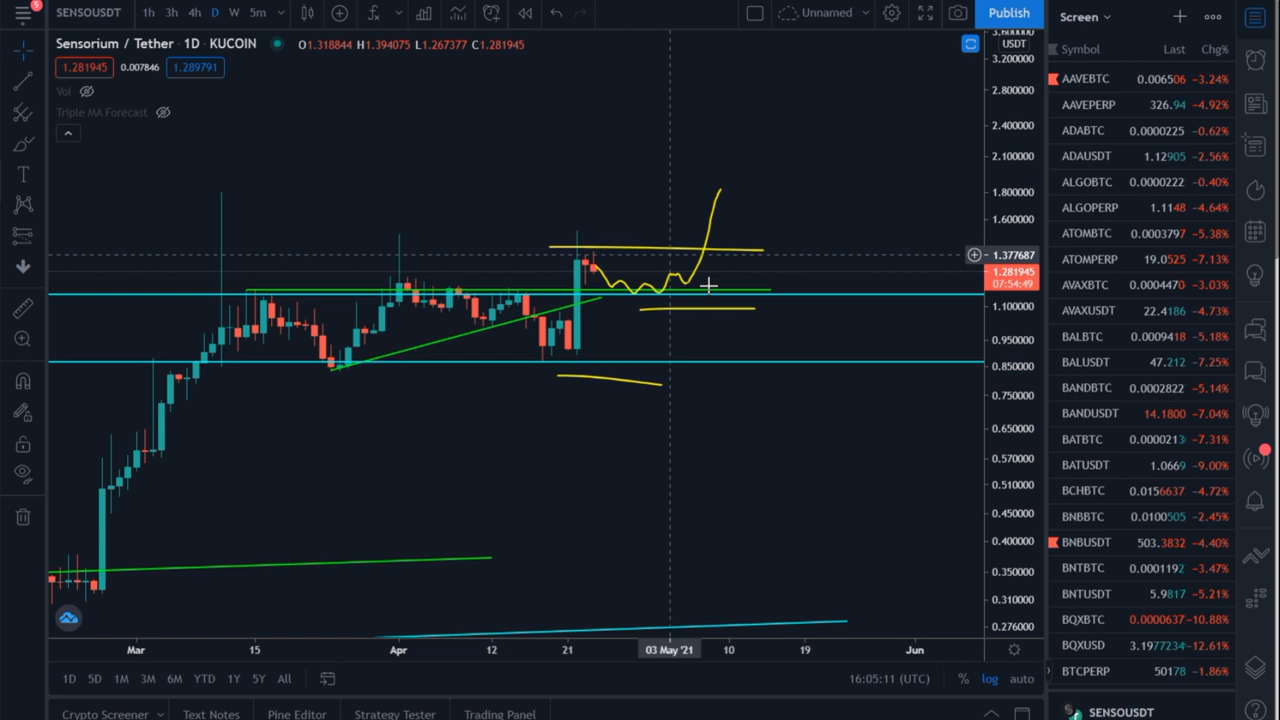 5
SENSOUSDT 1h 3h 4h D W 5m Unnamed Publish
Sensorium / Tether · 1D · KUCOIN O1.318844 H1.394075 L1.267377 C1.281945
1.281945 0.007846 1.289791
Vol
Triple MA Forecast
USDT
3.200000
2.800000
2.400000
2.100000
1.800000
1.600000
1.377687
1.281945
07:54:49
1.100000
0.950000
0.850000
0.750000
0.650000
0.570000
0.510000
0.450000
0.400000
0.350000
0.310000
0.276000
Mar 15 Apr 12 21 03 May '21 10 19 Jun
1D 5D 1M 3M 6M YTD 1Y 5Y All 16:05:11 (UTC) % log auto
Crypto Screener Text Notes Pine Editor Strategy Tester Trading Panel
Screen
Symbol Last Chg%
AAVEBTC 0.006506 −3.24%
AAVEPERP 326.94 −4.92%
ADABTC 0.0000225 −0.62%
ADAUSDT 1.12905 −2.56%
ALGOBTC 0.0000222 −0.40%
ALGOPERP 1.1148 −4.64%
ATOMBTC 0.0003797 −5.38%
ATOMPERP 19.0525 −7.13%
AVAXBTC 0.0004470 −3.03%
AVAXUSDT 22.4186 −4.73%
BALBTC 0.0009418 −5.18%
BALUSDT 47.212 −7.25%
BANDBTC 0.0002822 −5.14%
BANDUSDT 14.1800 −7.04%
BATBTC 0.0000213 −7.31%
BATUSDT 1.0669 −9.00%
BCHBTC 0.0156637 −4.72%
BNBBTC 0.0100505 −2.45%
BNBUSDT 503.3832 −4.40%
BNTBTC 0.0001192 −3.47%
BNTUSDT 5.9817 −5.21%
BQXBTC 0.0000637 −10.88%
BQXUSD 3.1977234 −12.61%
BTCPERP 50178 −1.86%
SENSOUSDT